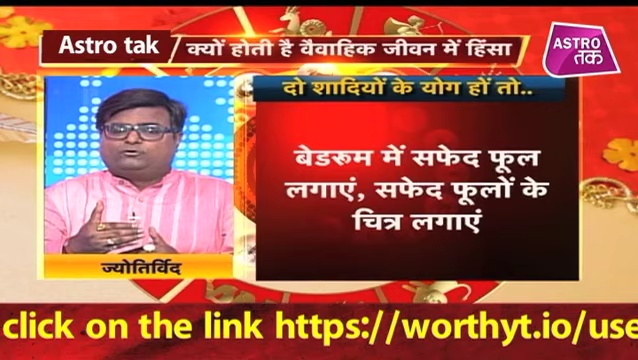 Astro tak
क्यों होती है वैवाहिक जीवन में हिंसा
ASTRO
तक
दो शादियों के योग हों तो..
बेडरूम में सफेद फूल
लगाएं, सफेद फूलों के
चित्र लगाएं
ज्योतिर्विद
click on the link https://worthyt.io/use